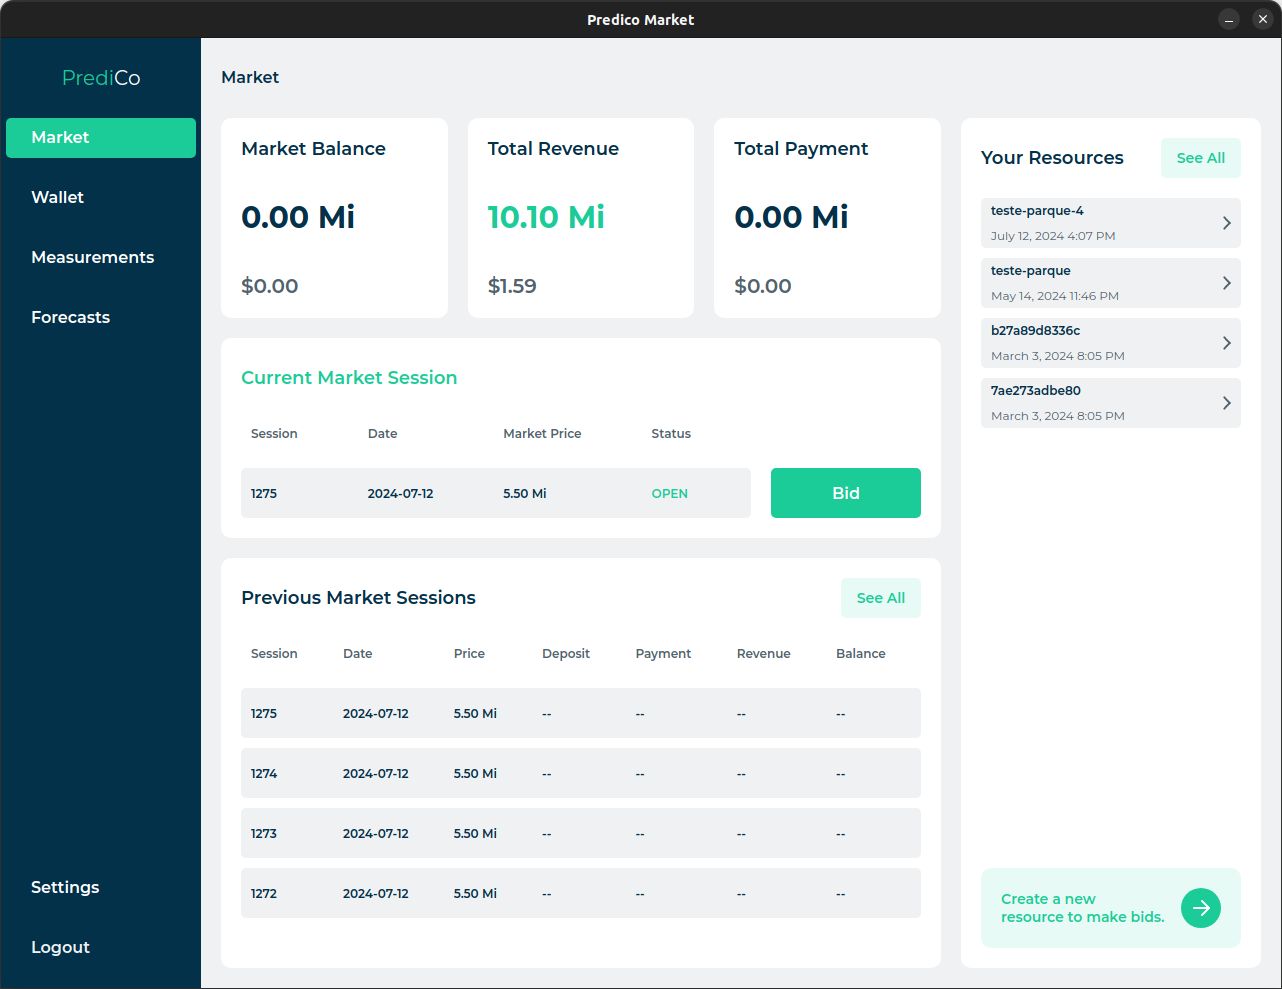 Predico Market
PrediCo
Market
Wallet
Measurements
Forecasts
Settings
Logout
Market
Market Balance
0.00 Mi
$0.00
Total Revenue
10.10 Mi
$1.59
Total Payment
0.00 Mi
$0.00
Current Market Session
Session Date Market Price Status
1275 2024-07-12 5.50 Mi OPEN
Bid
Previous Market Sessions
See All
Session Date Price Deposit Payment Revenue Balance
1275 2024-07-12 5.50 Mi -- -- -- --
1274 2024-07-12 5.50 Mi -- -- -- --
1273 2024-07-12 5.50 Mi -- -- -- --
1272 2024-07-12 5.50 Mi -- -- -- --
Your Resources
See All
teste-parque-4
July 12, 2024 4:07 PM
teste-parque
May 14, 2024 11:46 PM
b27a89d8336c
March 3, 2024 8:05 PM
7ae273adbe80
March 3, 2024 8:05 PM
Create a new
resource to make bids.